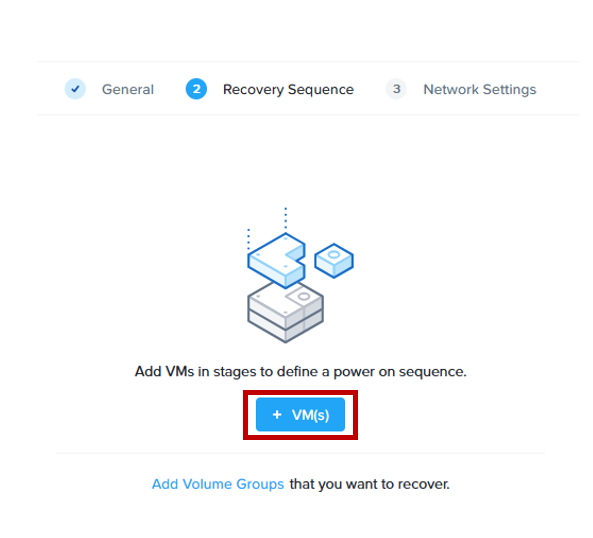 General 2 Recovery Sequence 3 Network Settings
Add VMs in stages to define a power on sequence.
+ VM(s)
Add Volume Groups that you want to recover.